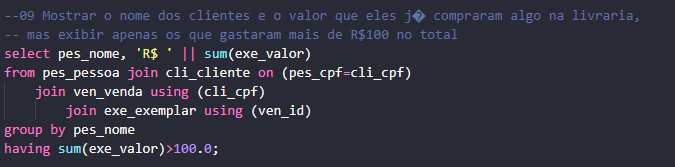 --09 Mostrar o nome dos clientes e o valor que eles j� compraram algo na livraria,
-- mas exibir apenas os que gastaram mais de R$100 no total
select pes_nome, 'R$ ' || sum(exe_valor)
from pes_pessoa join cli_cliente on (pes_cpf=cli_cpf)
join ven_venda using (cli_cpf)
join exe_exemplar using (ven_id)
group by pes_nome
having sum(exe_valor)>100.0;